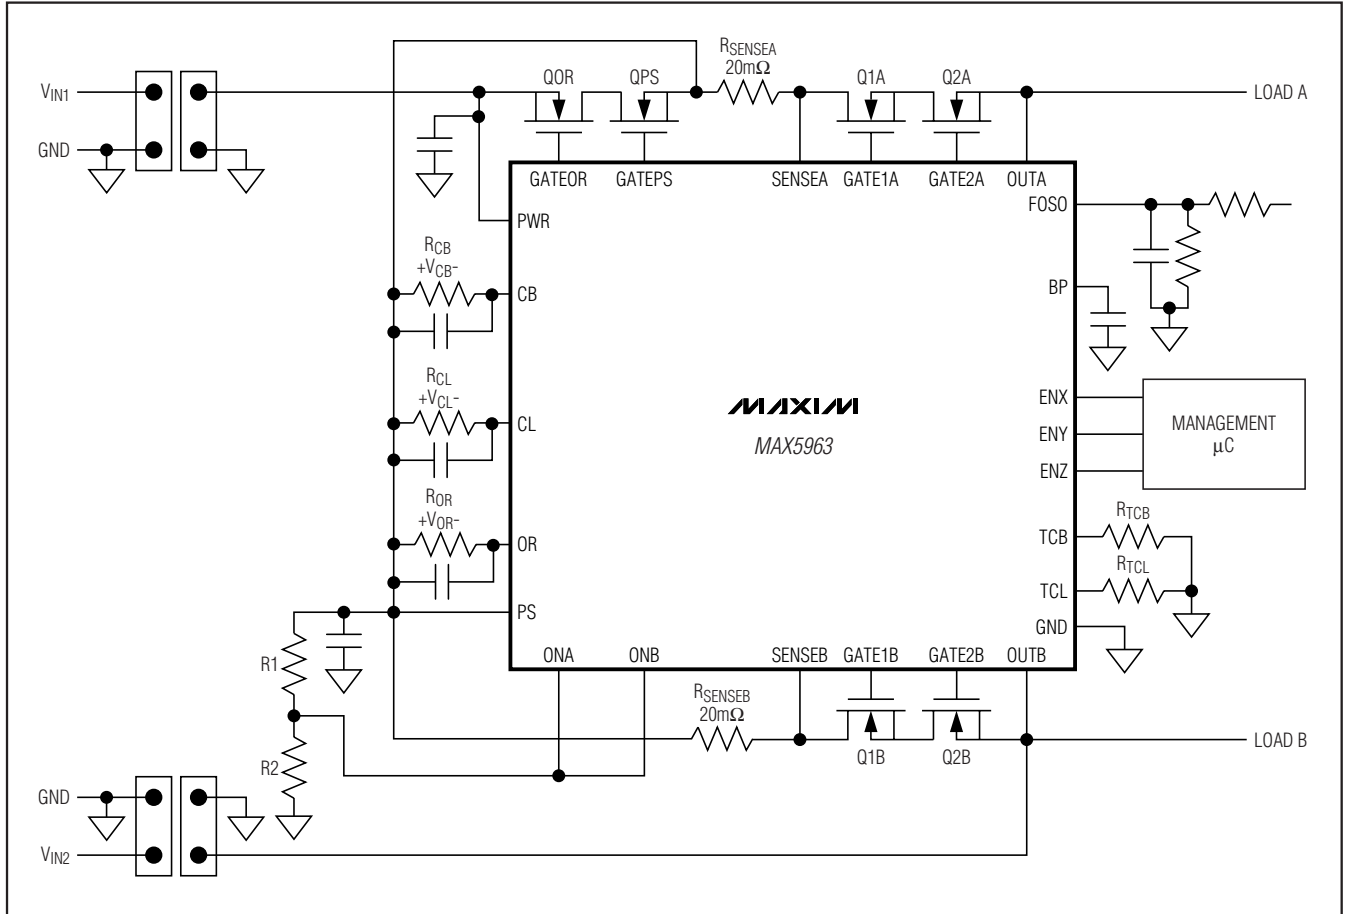 RSENSEA
20mΩ
QOR
QPS
Q1A
Q2A
VIN1
LOAD A
GND
GATEOR
GATEPS
SENSEA
GATE1A
GATE2A
OUTA
FOSO
PWR
RCB
+VCB-
CB
BP
RCL
+VCL-
CL
MAXIM
MAX5963
ENX
ENY
ENZ
MANAGEMENT
µC
ROR
+VOR-
OR
RTCB
TCB
RTCL
TCL
PS
GND
R1
ONA
ONB
SENSEB
GATE1B
GATE2B
OUTB
RSENSEB
20mΩ
LOAD B
R2
Q1B
Q2B
GND
VIN2